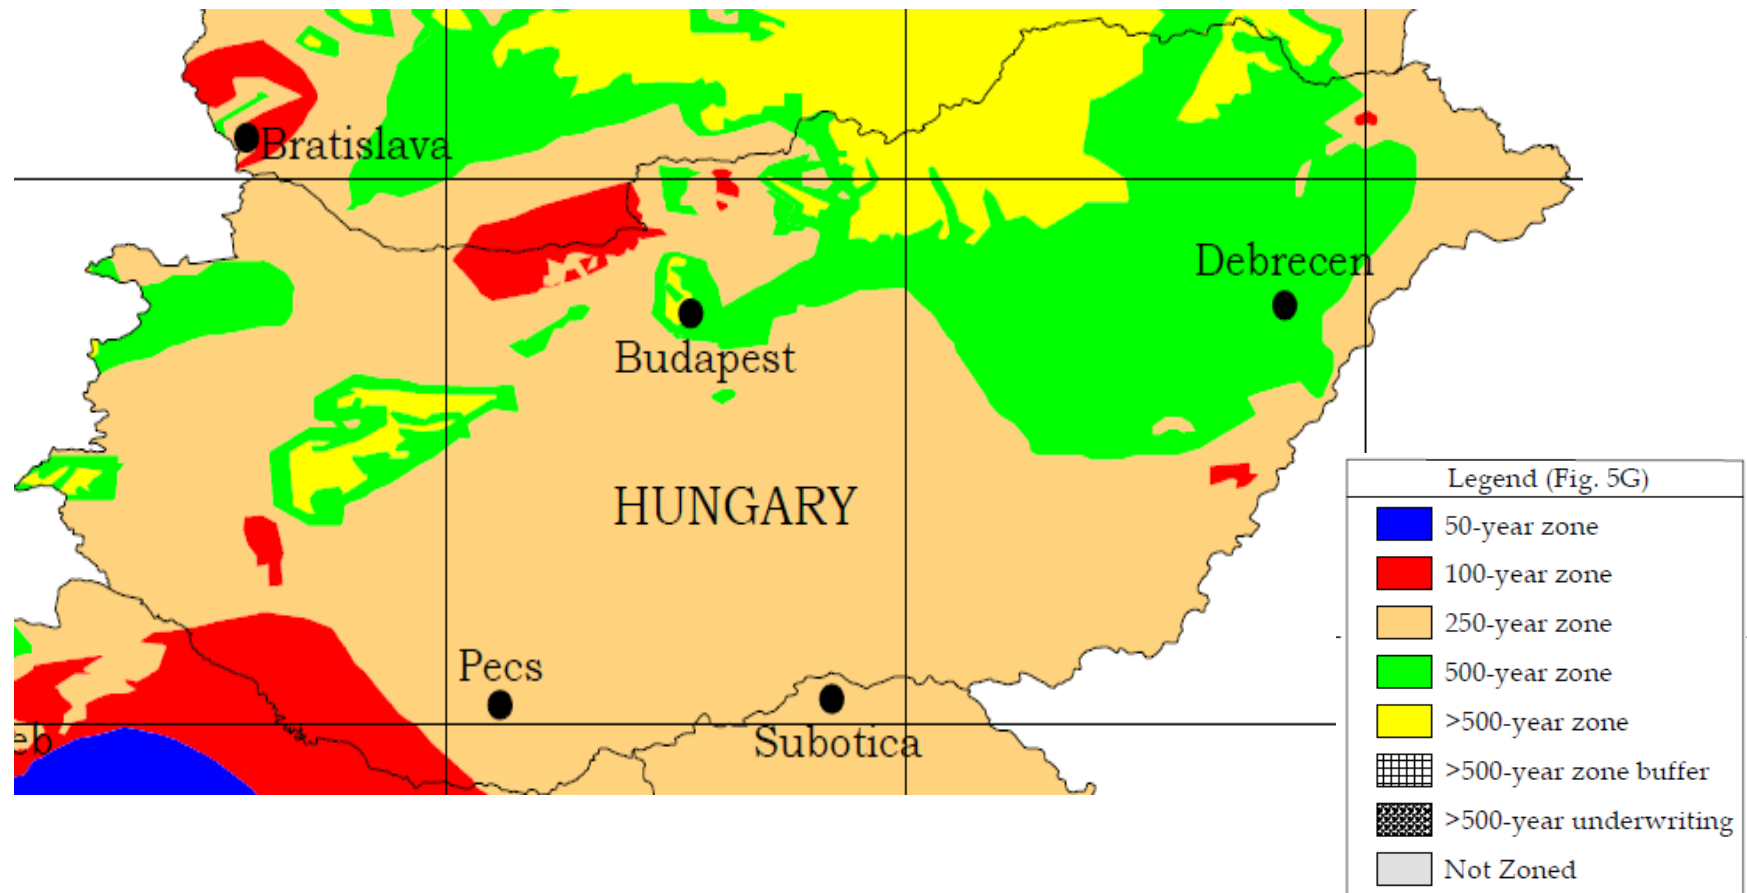 Bratislava
Debrecen
Budapest
HUNGARY
Pecs
eb
Subotica
Legend (Fig. 5G)
50-year zone
100-year zone
250-year zone
500-year zone
>500-year zone
>500-year zone buffer
>500-year underwriting
Not Zoned